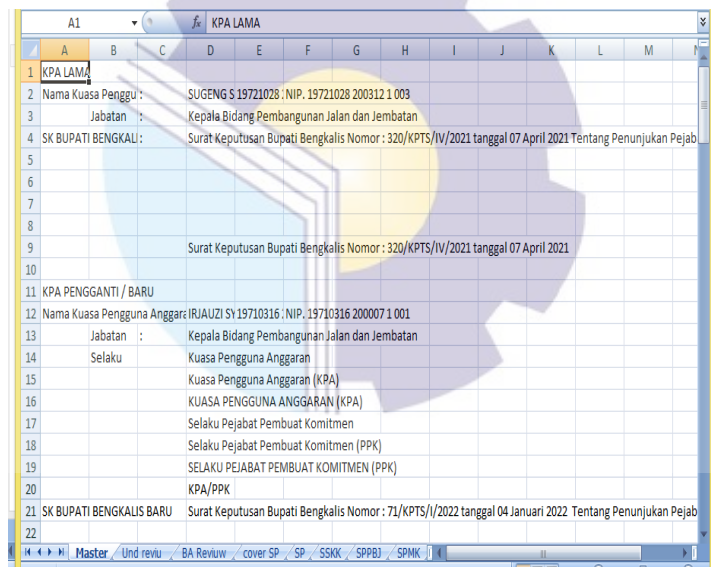 A1 fx KPA LAMA
A B C D E F G H I J K L M
1 KPA LAMA
2 Nama Kuasa Penggu : SUGENG S 19721028 NIP. 19721028 200312 1 003
3 Jabatan : Kepala Bidang Pembangunan Jalan dan Jembatan
4 SK BUPATI BENGKALI : Surat Keputusan Bupati Bengkalis Nomor : 320/KPTS/IV/2021 tanggal 07 April 2021 Tentang Penunjukan Pejab
5
6
7
8
9 Surat Keputusan Bupati Bengkalis Nomor : 320/KPTS/IV/2021 tanggal 07 April 2021
10
11 KPA PENGGANTI / BARU
12 Nama Kuasa Pengguna Anggara IRJAUZI SY 19710316 NIP. 19710316 200007 1 001
13 Jabatan : Kepala Bidang Pembangunan Jalan dan Jembatan
14 Selaku Kuasa Pengguna Anggaran
15 Kuasa Pengguna Anggaran (KPA)
16 KUASA PENGGUNA ANGGARAN (KPA)
17 Selaku Pejabat Pembuat Komitmen
18 Selaku Pejabat Pembuat Komitmen (PPK)
19 SELAKU PEJABAT PEMBUAT KOMITMEN (PPK)
20 KPA/PPK
21 SK BUPATI BENGKALIS BARU Surat Keputusan Bupati Bengkalis Nomor : 71/KPTS/I/2022 tanggal 04 Januari 2022 Tentang Penunjukan Pejab
22
Master Und reviu BA Reviuw cover SP SP SSKK SPPBJ SPMK